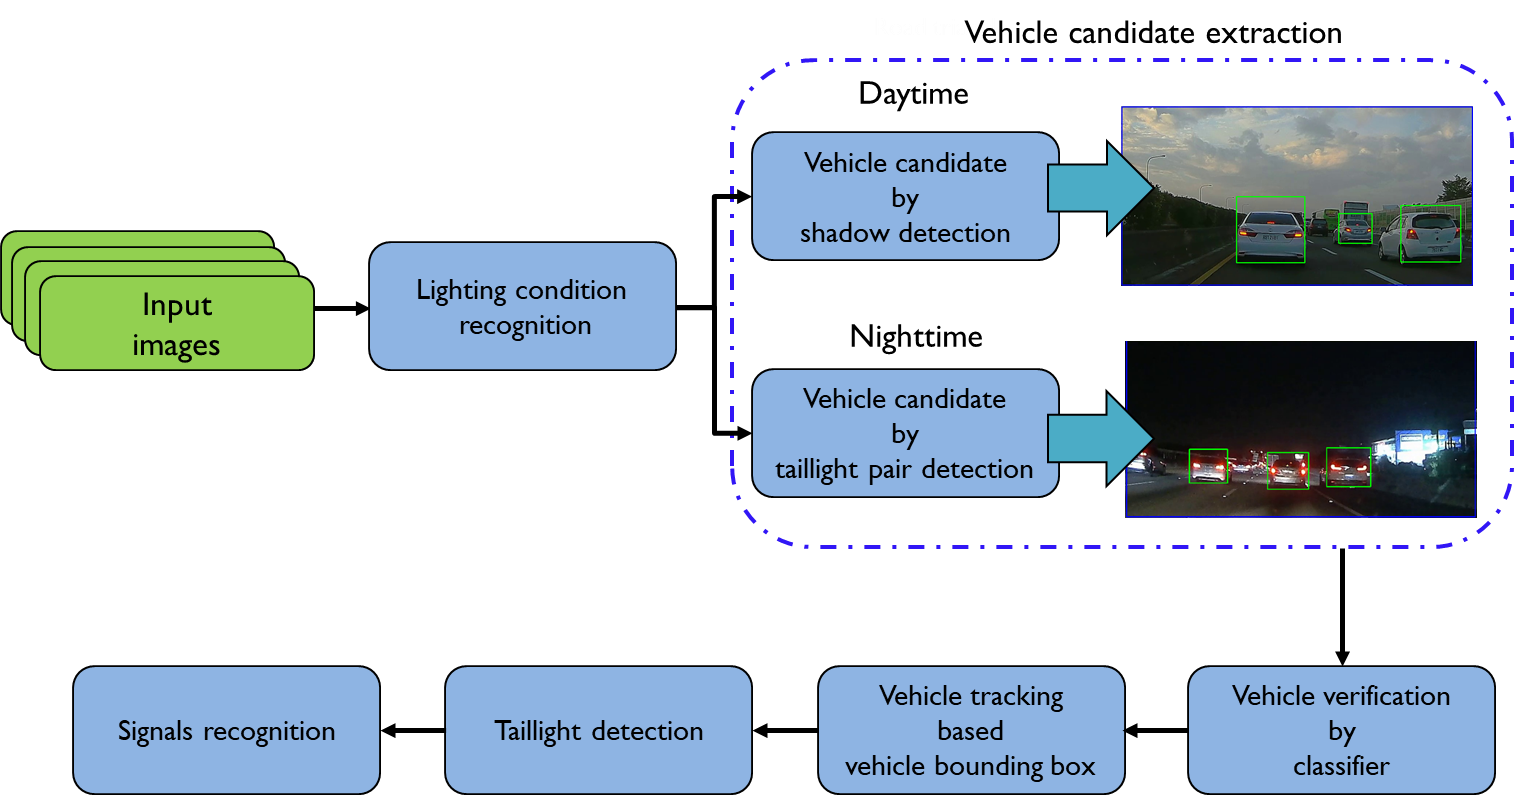 Vehicle candidate extraction
Daytime
Vehicle candidate
by
shadow detection
Input
images
Lighting condition
recognition
Nighttime
Vehicle candidate
by
taillight pair detection
Signals recognition
Taillight detection
Vehicle tracking
based
vehicle bounding box
Vehicle verification
by
classifier